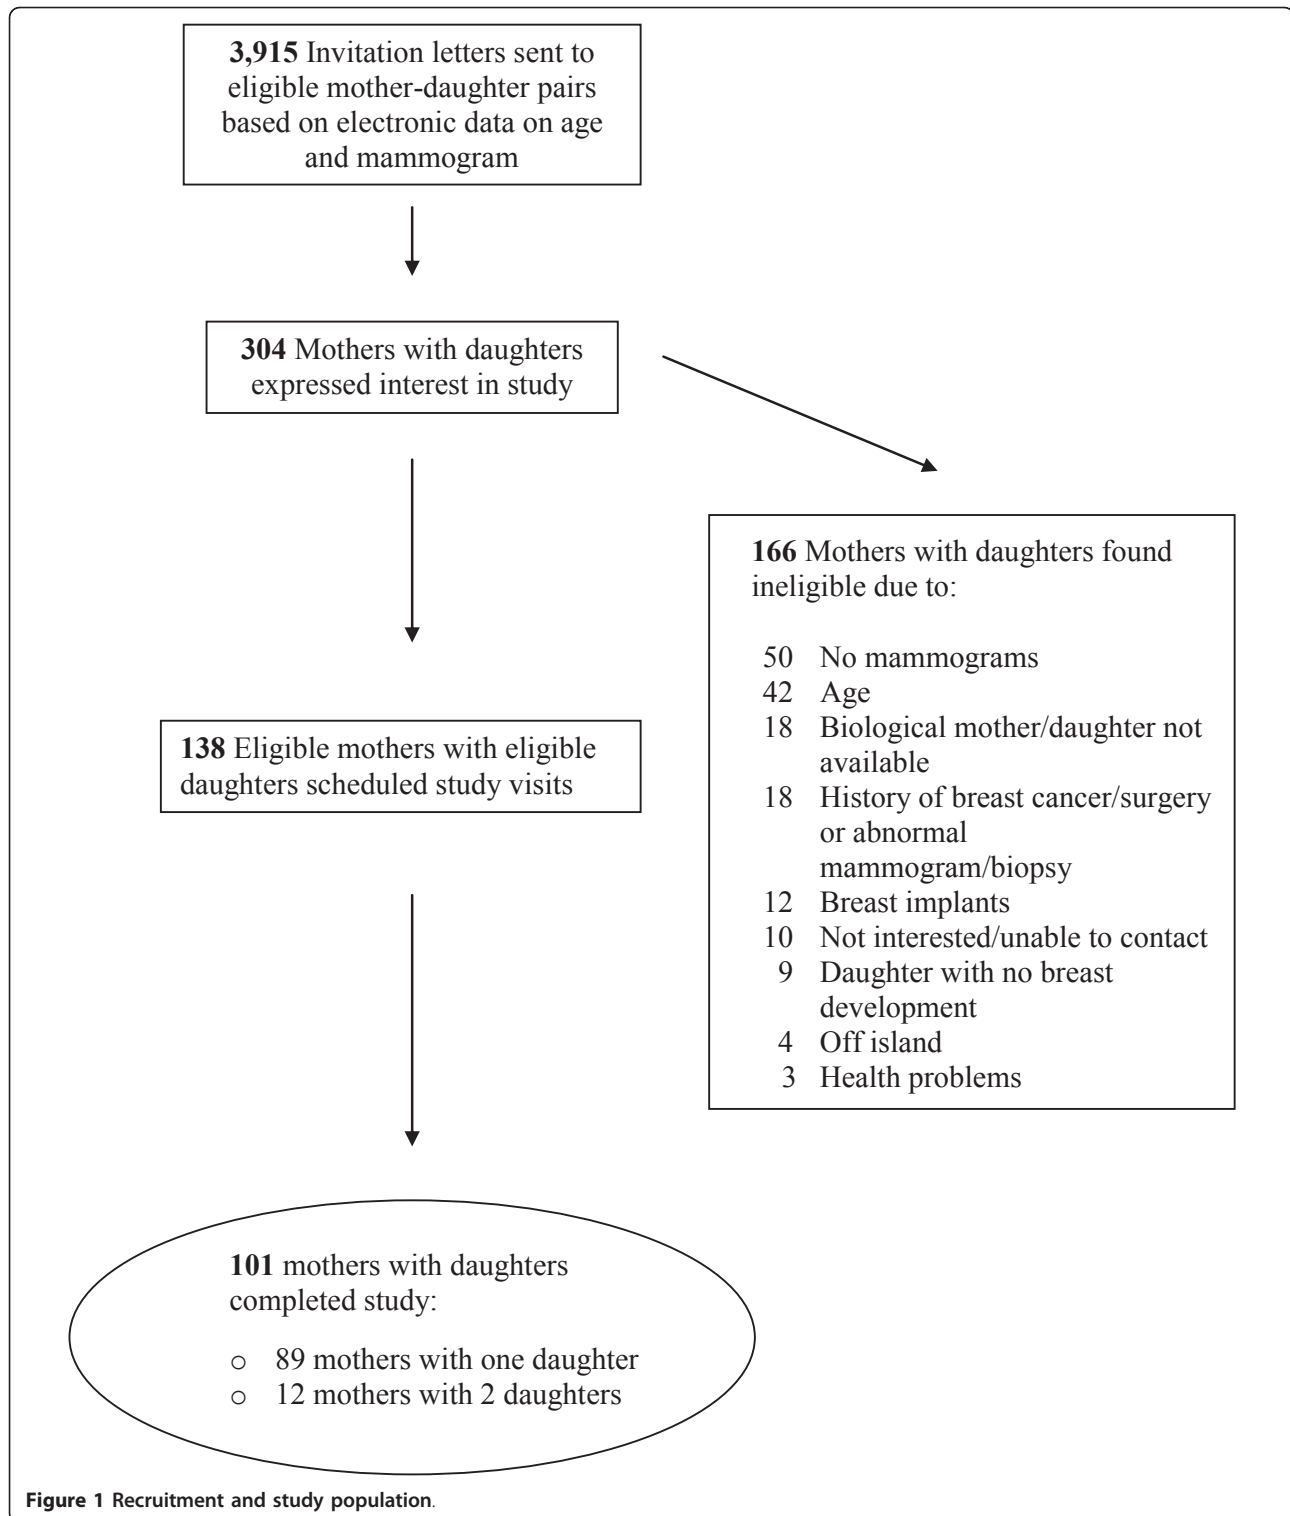 3,915 Invitation letters sent to
eligible mother-daughter pairs
based on electronic data on age
and mammogram
304 Mothers with daughters
expressed interest in study
166 Mothers with daughters found
ineligible due to:
50 No mammograms
42 Age
18 Biological mother/daughter not
available
18 History of breast cancer/surgery
or abnormal
mammogram/biopsy
12 Breast implants
10 Not interested/unable to contact
9 Daughter with no breast
development
4 Off island
3 Health problems
138 Eligible mothers with eligible
daughters scheduled study visits
101 mothers with daughters
completed study:
o 89 mothers with one daughter
o 12 mothers with 2 daughters
Figure 1 Recruitment and study population.